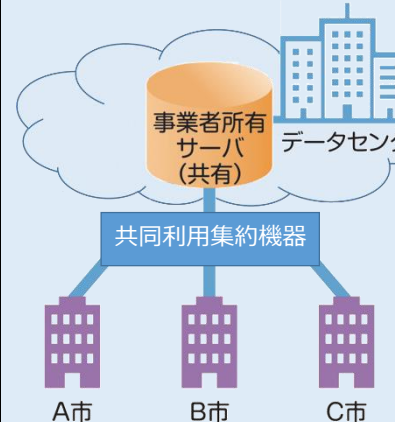 事業者所有
サーバ
(共有)
データセン
共同利用集約機器
A市
B市
C市